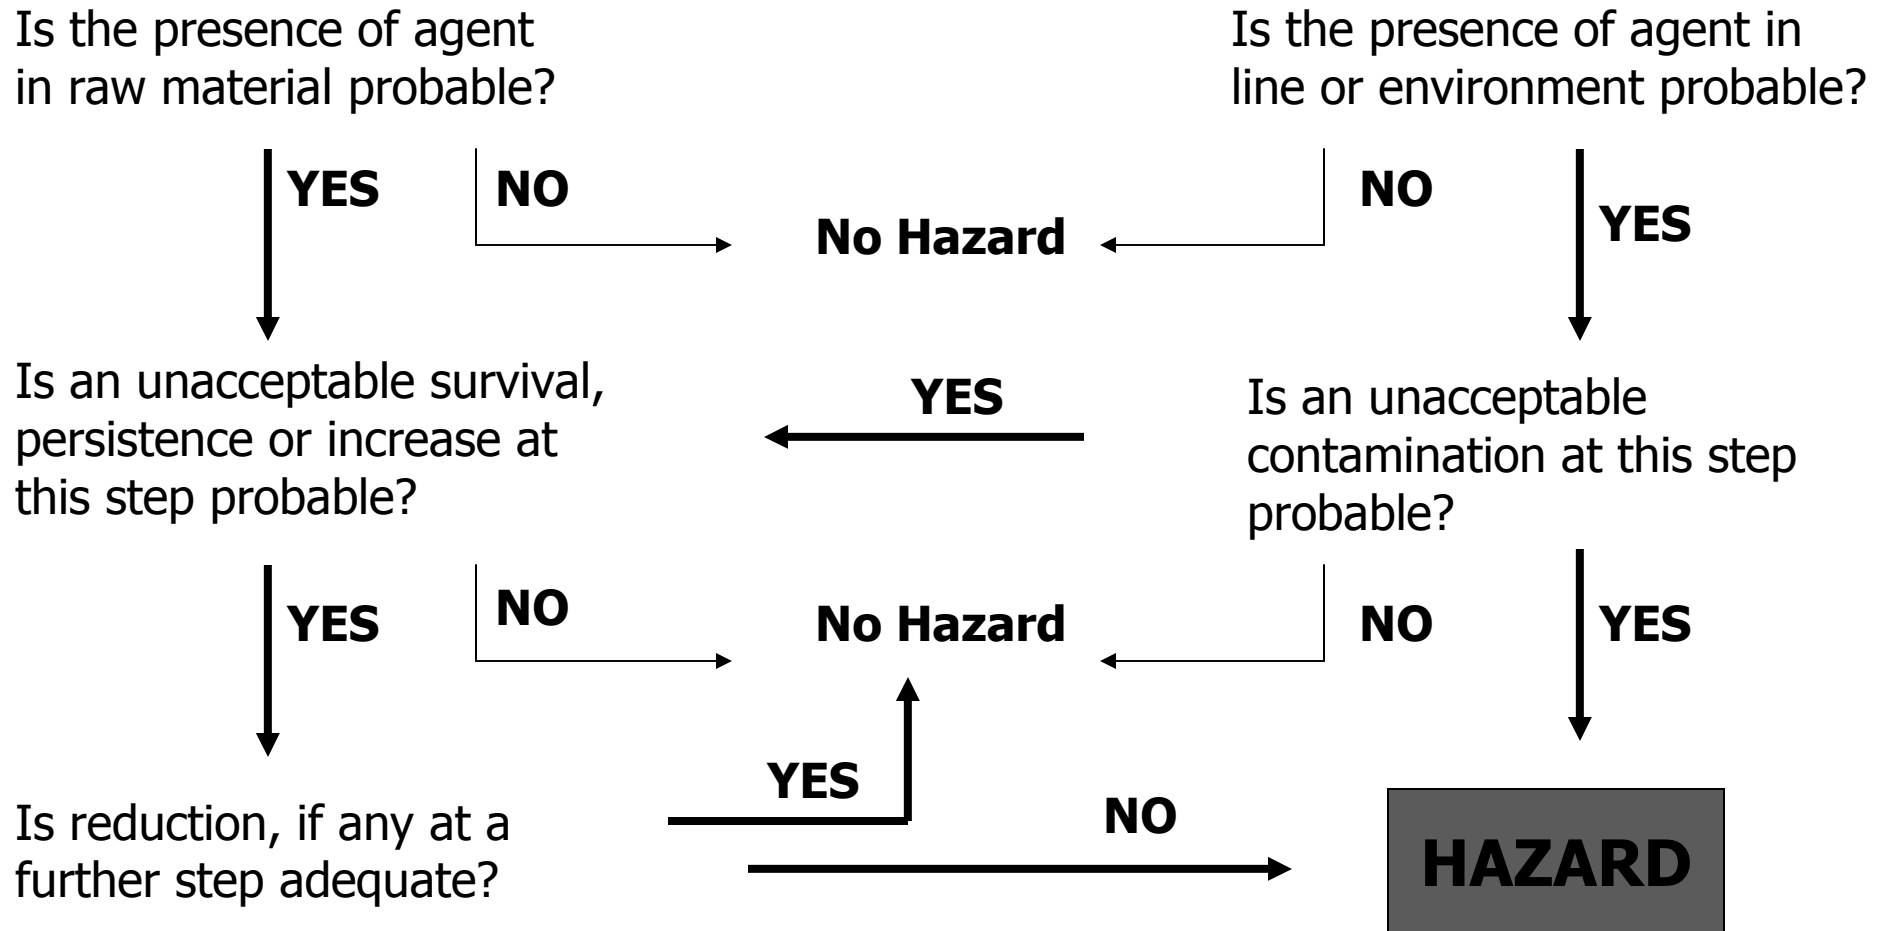 Is the presence of agent
in raw material probable?
Is the presence of agent in
line or environment probable?
YES
NO
No Hazard
NO
YES
Is an unacceptable survival,
persistence or increase at
this step probable?
YES
Is an unacceptable
contamination at this step
probable?
YES
NO
No Hazard
NO
YES
YES
NO
Is reduction, if any at a
further step adequate?
HAZARD